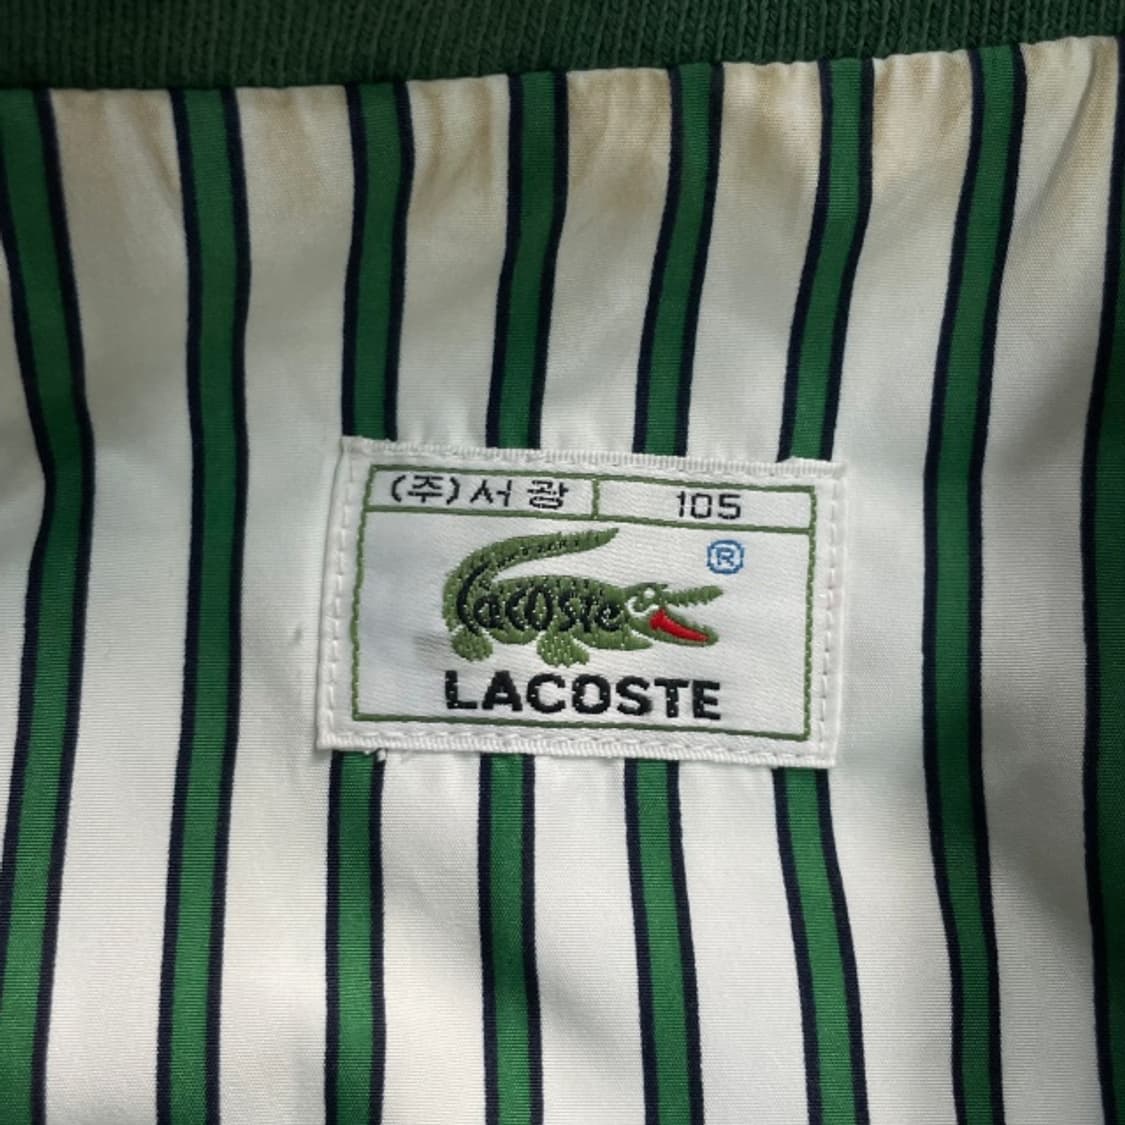 (주)서광 105
®
Lacoste
LACOSTE